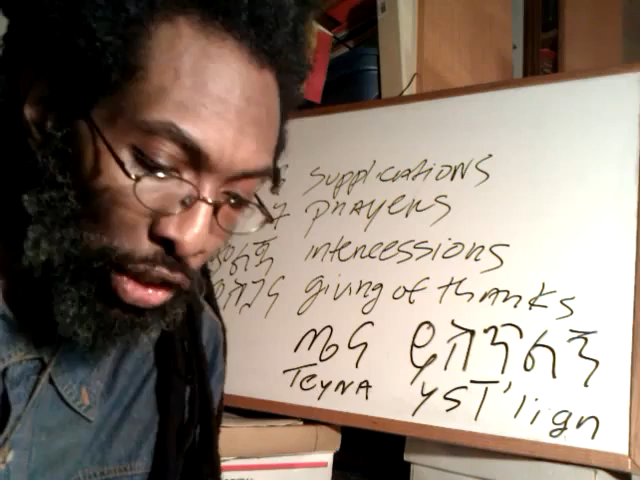 supplications
prayers
intercessions
giving of thanks
ጤና ይስጥልኝ
Teyna yst'lign